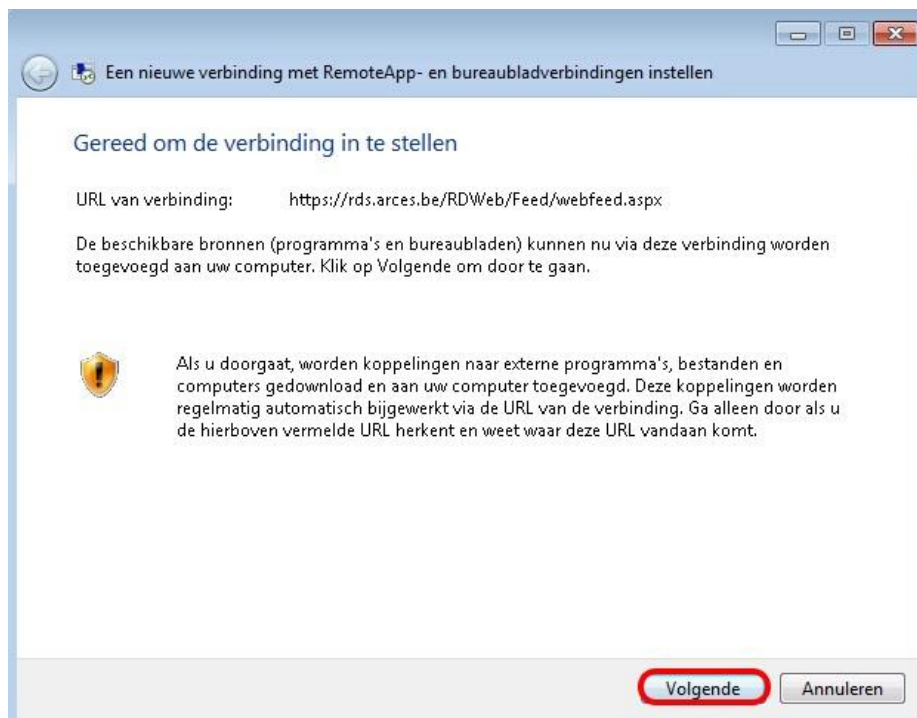 Een nieuwe verbinding met RemoteApp- en bureaubladverbindingen instellen
Gereed om de verbinding in te stellen
URL van verbinding: https://rds.arces.be/RDWeb/Feed/webfeed.aspx
De beschikbare bronnen (programma's en bureaubladen) kunnen nu via deze verbinding worden
toegevoegd aan uw computer. Klik op Volgende om door te gaan.
Als u doorgaat, worden koppelingen naar externe programma's, bestanden en
computers gedownload en aan uw computer toegevoegd. Deze koppelingen worden
regelmatig automatisch bijgewerkt via de URL van de verbinding. Ga alleen door als u
de hierboven vermelde URL herkent en weet waar deze URL vandaan komt.
Volgende Annuleren